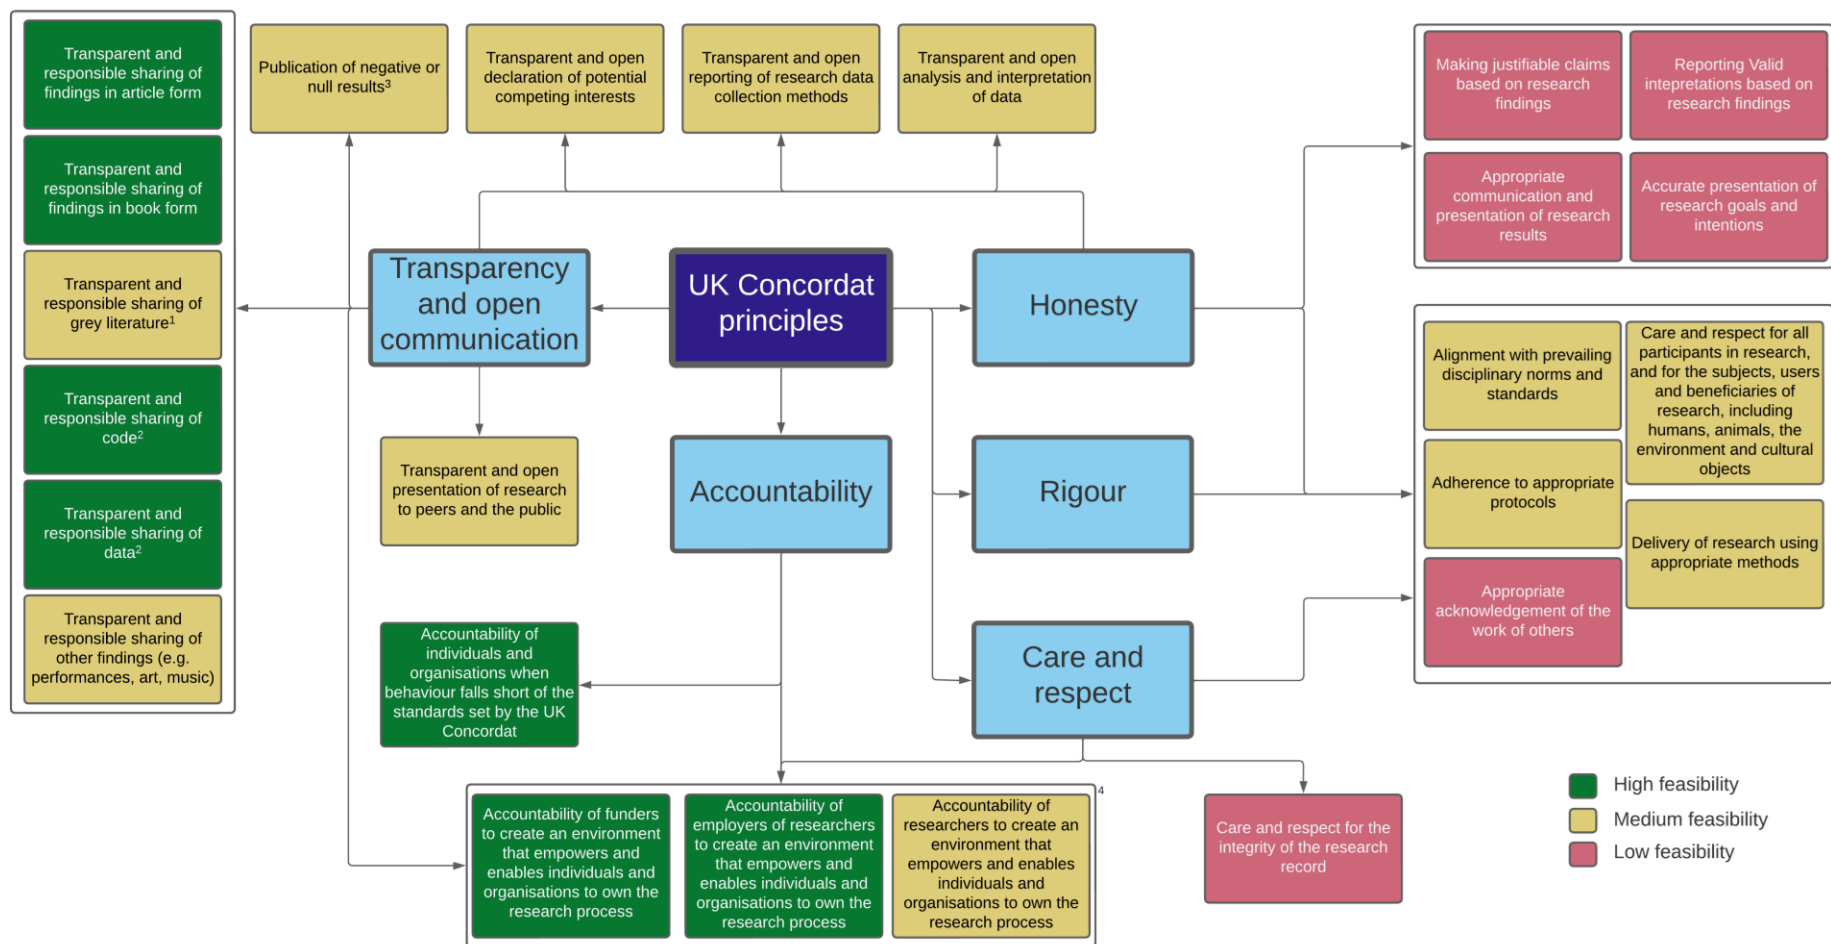 Transparent and
responsible sharing of
findings in article form
Transparent and
responsible sharing of
findings in book form
Transparent and
responsible sharing of
grey literature¹
Transparent and
responsible sharing of
code²
Transparent and
responsible sharing of
data²
Transparent and
responsible sharing of
other findings (e.g.
performances, art, music)
Publication of negative or
null results³
Transparent and open
declaration of potential
competing interests
Transparent and open
reporting of research data
collection methods
Transparent and open
analysis and interpretation
of data
Making justifiable claims
based on research
findings
Reporting Valid
intepretations based on
research findings
Appropriate
communication and
presentation of research
results
Accurate presentation of
research goals and
intentions
Transparency
and open
communication
UK Concordat
principles
Honesty
Alignment with prevailing
disciplinary norms and
standards
Care and respect for all
participants in research,
and for the subjects, users
and beneficiaries of
research, including
humans, animals, the
environment and cultural
objects
Adherence to appropriate
protocols
Delivery of research using
appropriate methods
Appropriate
acknowledgement of the
work of others
Transparent and open
presentation of research
to peers and the public
Accountability
Rigour
Accountability of
individuals and
organisations when
behaviour falls short of the
standards set by the UK
Concordat
Care and
respect
Accountability of funders
to create an environment
that empowers and
enables individuals and
organisations to own the
research process
Accountability of
employers of researchers
to create an environment
that empowers and
enables individuals and
organisations to own the
research process
Accountability of
researchers to create an
environment that
empowers and enables
individuals and
organisations to own the
research process
4
Care and respect for the
integrity of the research
record
High feasibility
Medium feasibility
Low feasibility